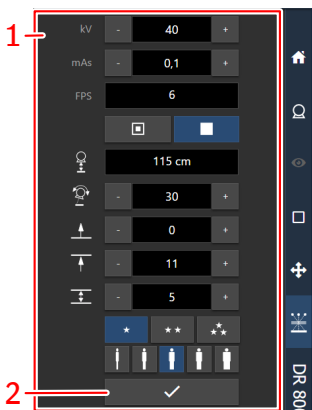 1
kV - 40 +
mAs - 0,1 +
FPS 6
115 cm
- 30 +
- 0 +
- 11 +
- 5 +
2
DR 80